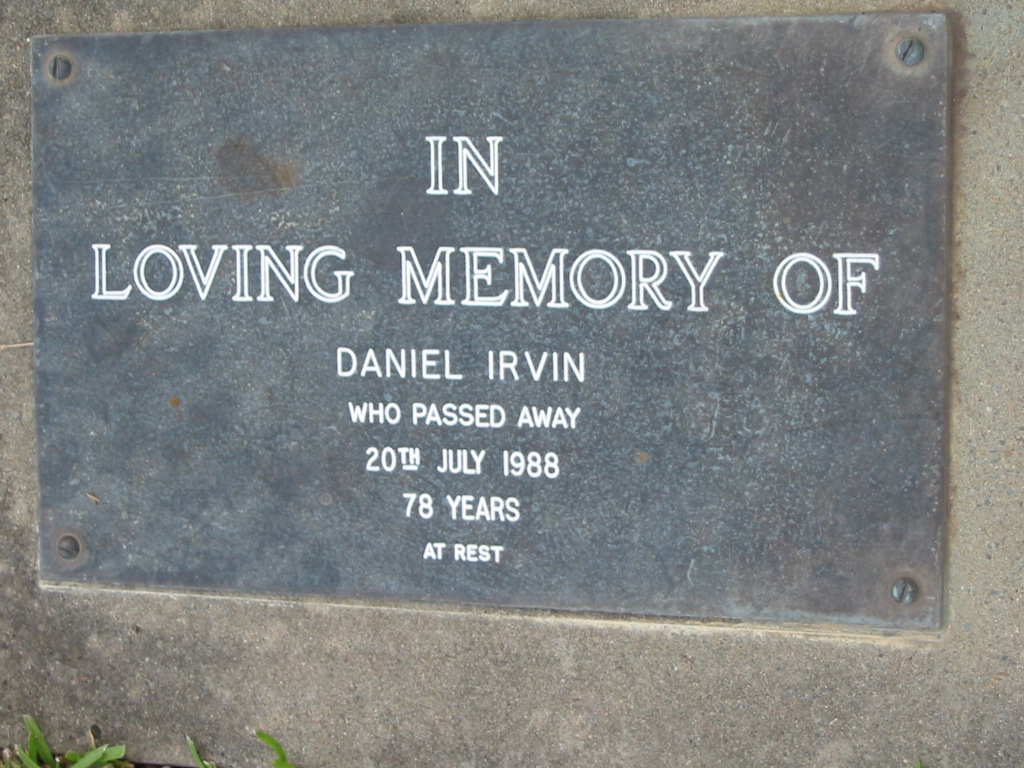 IN
LOVING MEMORY OF
DANIEL IRVIN
WHO PASSED AWAY
20TH JULY 1988
78 YEARS
AT REST